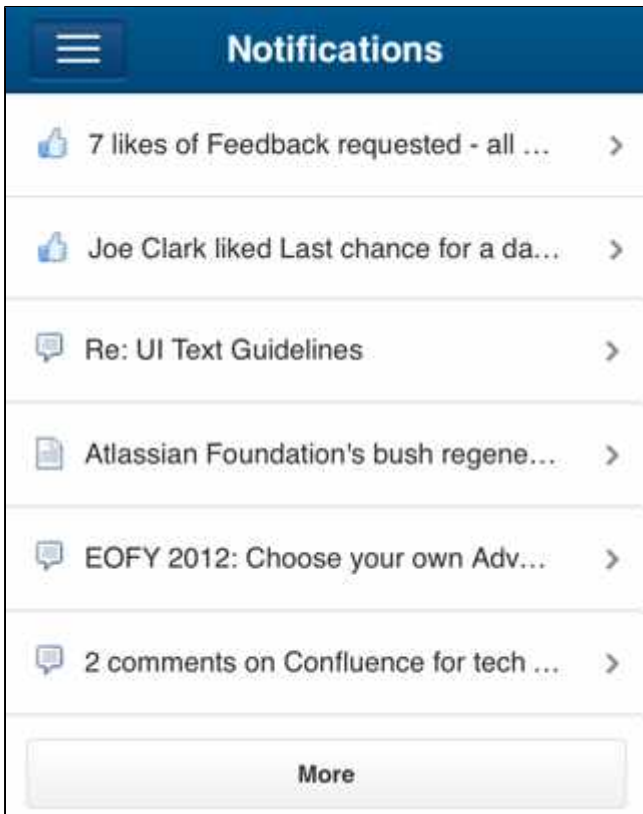 Notifications
7 likes of Feedback requested - all ...
Joe Clark liked Last chance for a da...
Re: UI Text Guidelines
Atlassian Foundation's bush regene...
EOFY 2012: Choose your own Adv...
2 comments on Confluence for tech ...
More